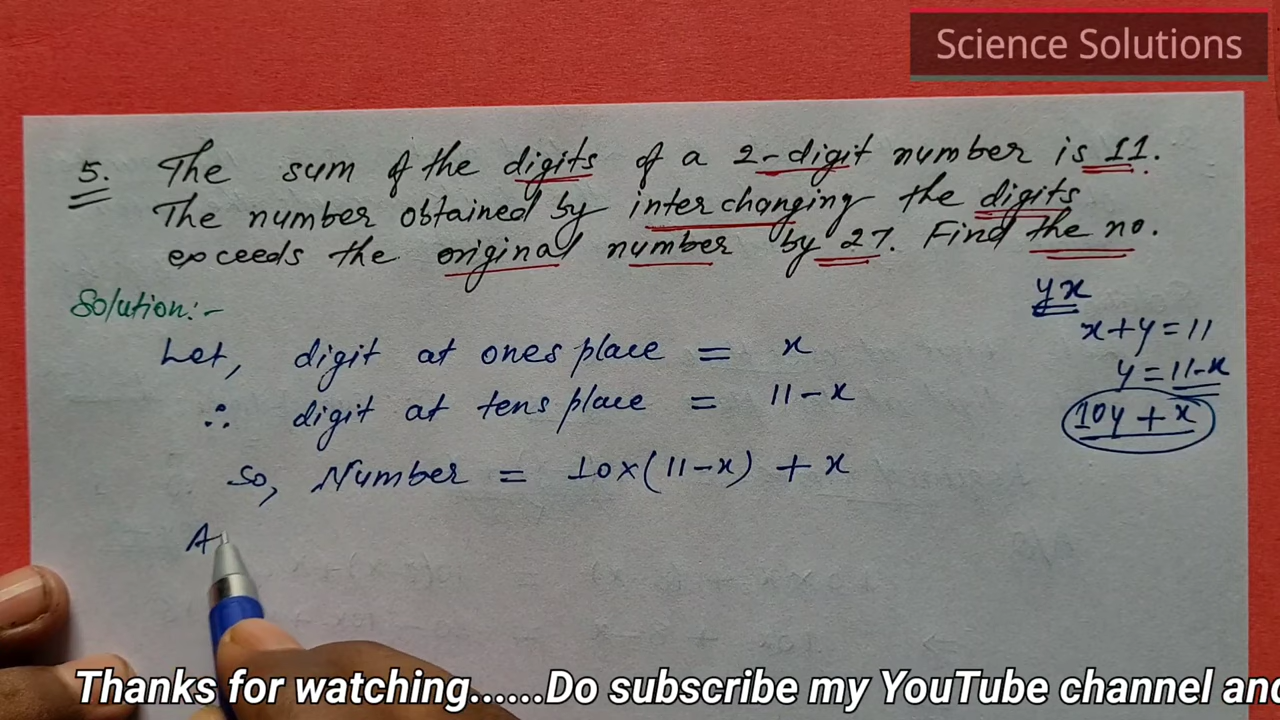 Science Solutions
5. The sum of the digits of a 2-digit number is 11.
The number obtained by interchanging the digits
exceeds the original number by 27. Find the no.
Solution:-
yx
x+y=11
Let, digit at ones place = x
y=11-x
∴ digit at tens place = 11-x
10y + x
So, Number = 10×(11-x) + x
A
Thanks for watching......Do subscribe my YouTube channel and